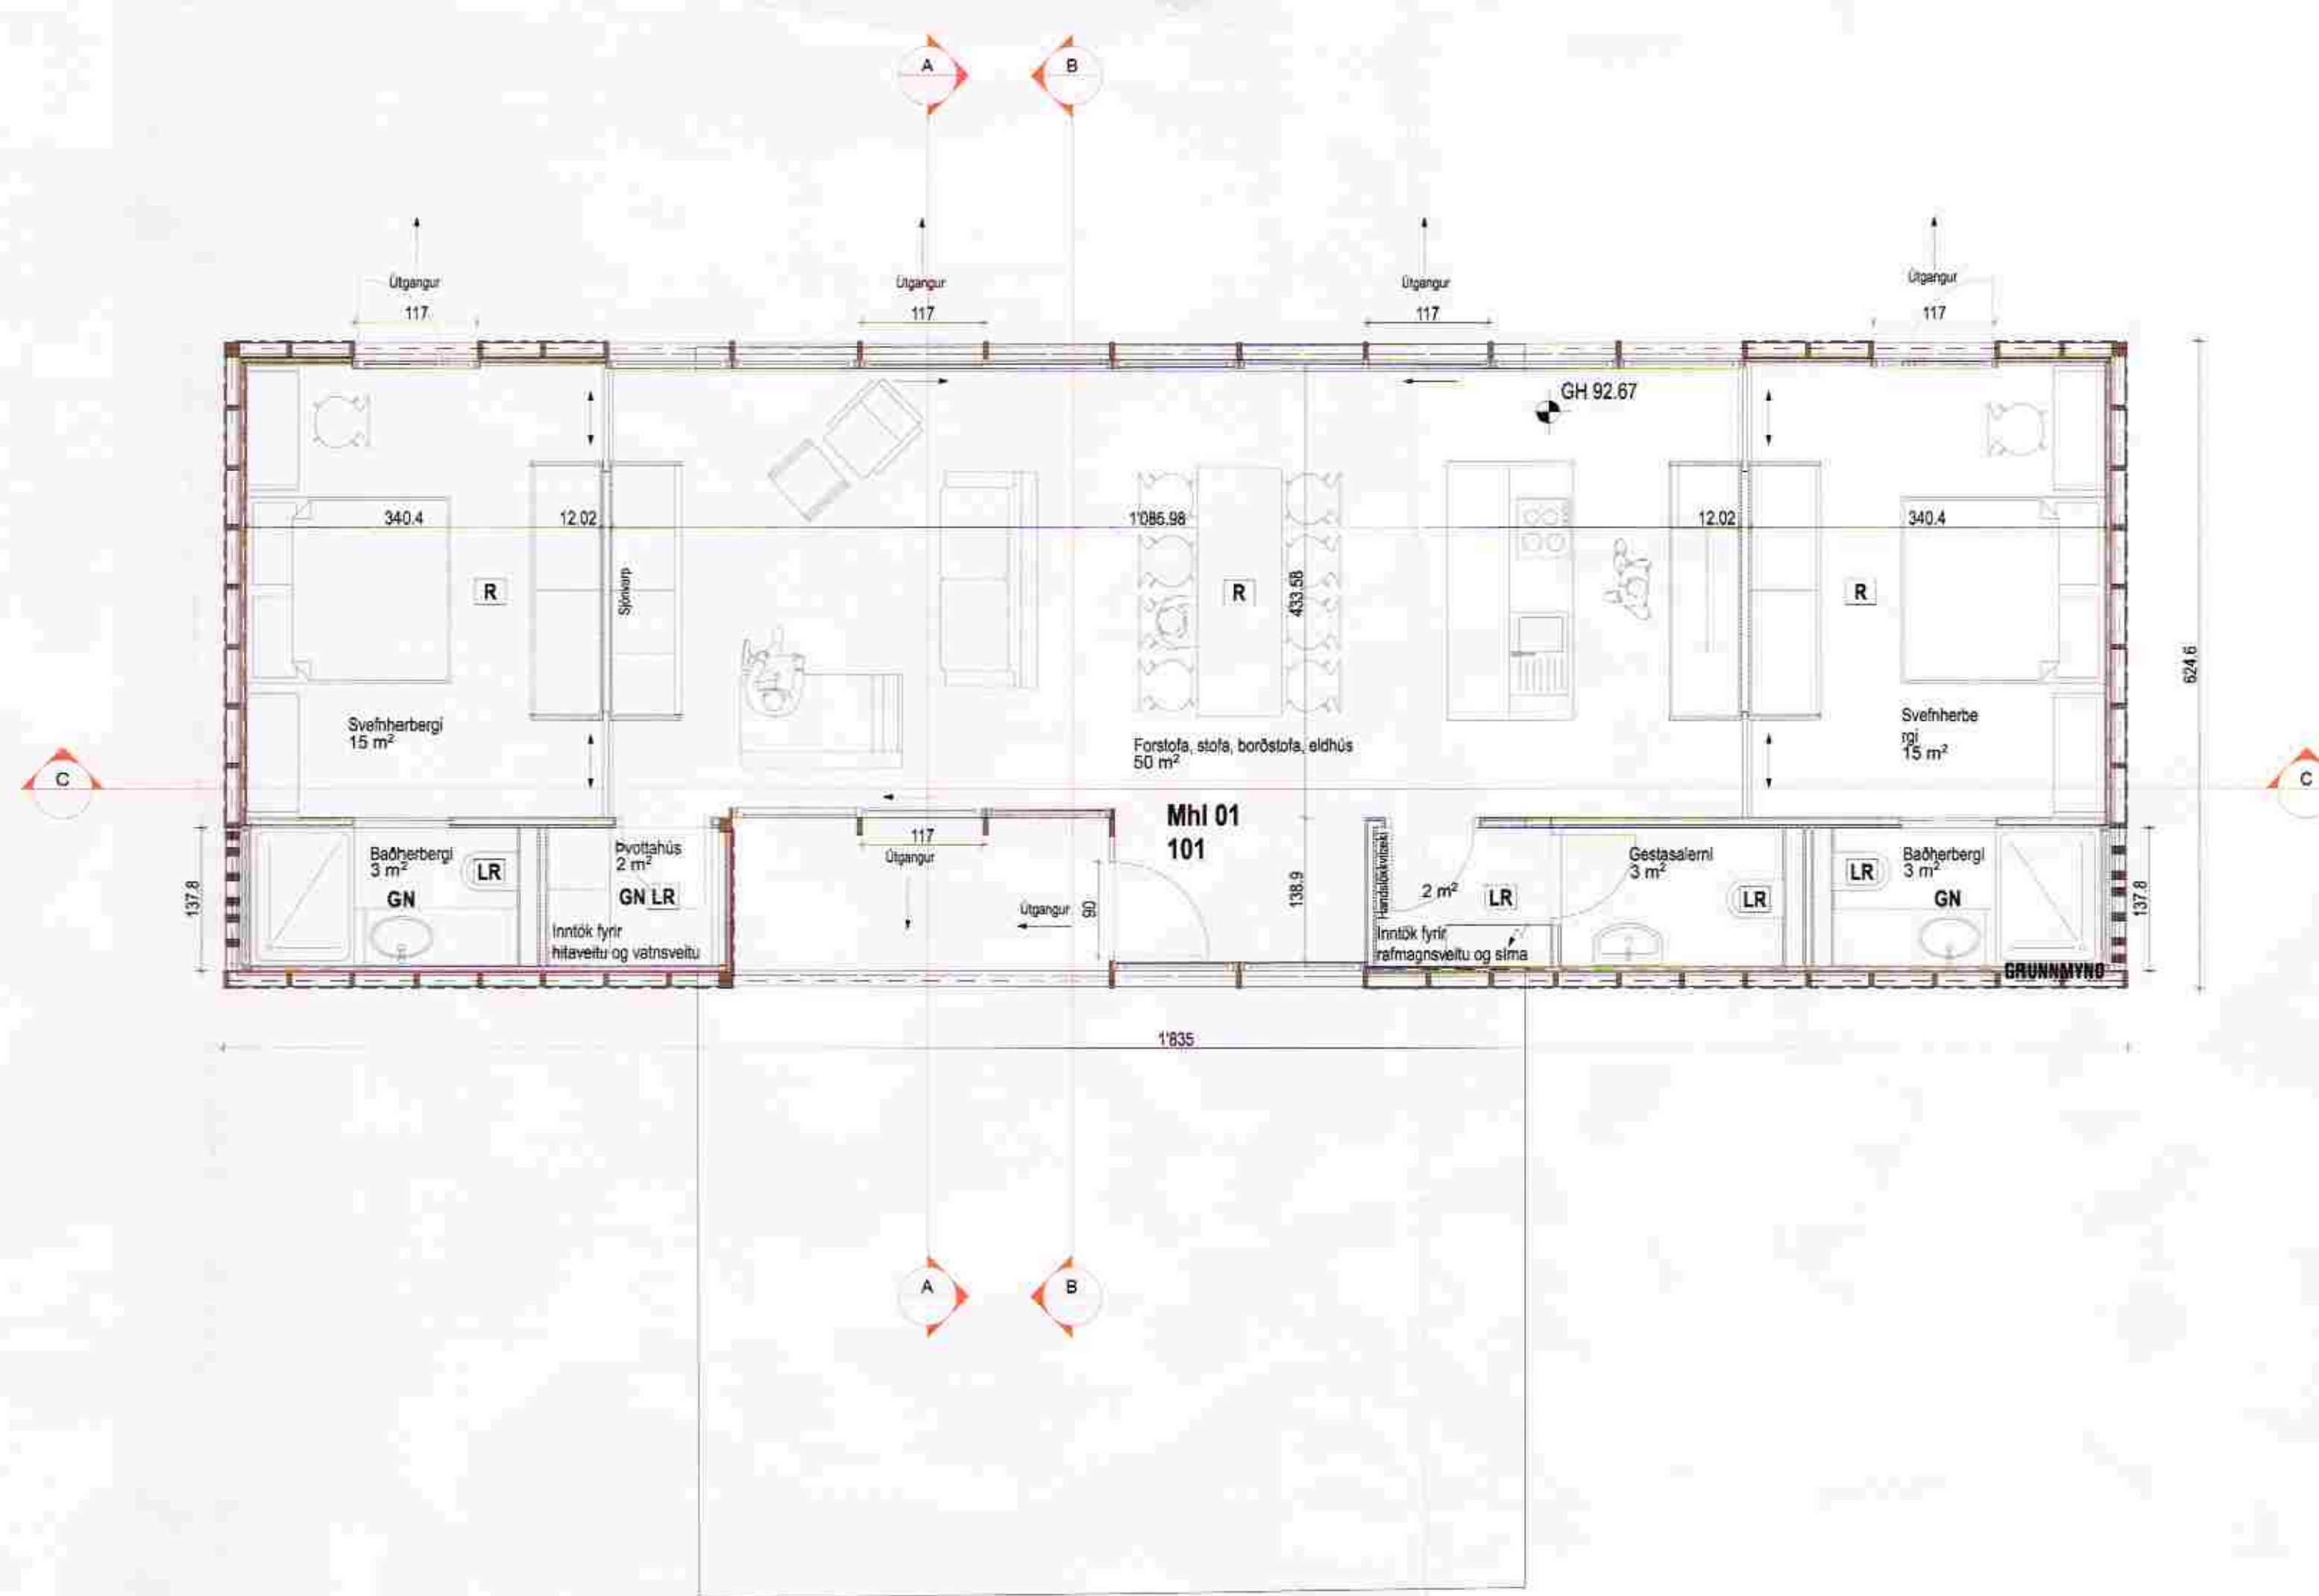 A
B
Útgangur
Útgangur
Útgangur
Útgangur
117
117
117
117
GH 92.67
340.4
12.02
1'085.98
12.02
340.4
Sjónvarp
R
R
433.58
R
624.6
Svefnherbergi
15 m²
Forstofa, stofa, borðstofa, eldhús
50 m²
Svefnherbe
rgi
15 m²
C
C
Mhl 01
101
137.8
Baðherbergi
3 m²
GN
LR
Þvottahús
2 m²
GN LR
Inntök fyrir
hitaveitu og vatnsveitu
117
Útgangur
Útgangur
90
138.9
Handslökkvitæki
2 m²
LR
Inntök fyrir
rafmagnsveitu og síma
Gestasalerni
3 m²
LR
LR
Baðherbergi
3 m²
GN
137.8
GRUNNMYND
1'835
A
B